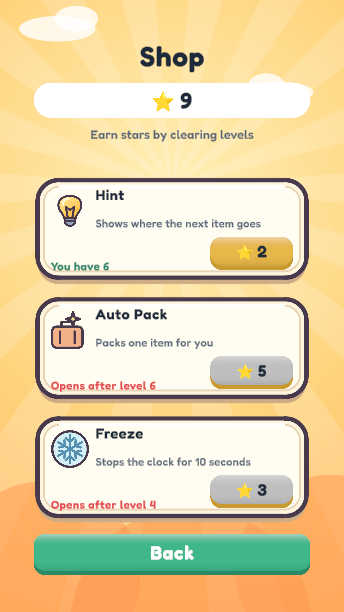 Shop
⭐ 9
Earn stars by clearing levels
Hint
Shows where the next item goes
⭐ 2
You have 6
Auto Pack
Packs one item for you
⭐ 5
Opens after level 6
Freeze
Stops the clock for 10 seconds
⭐ 3
Opens after level 4
Back